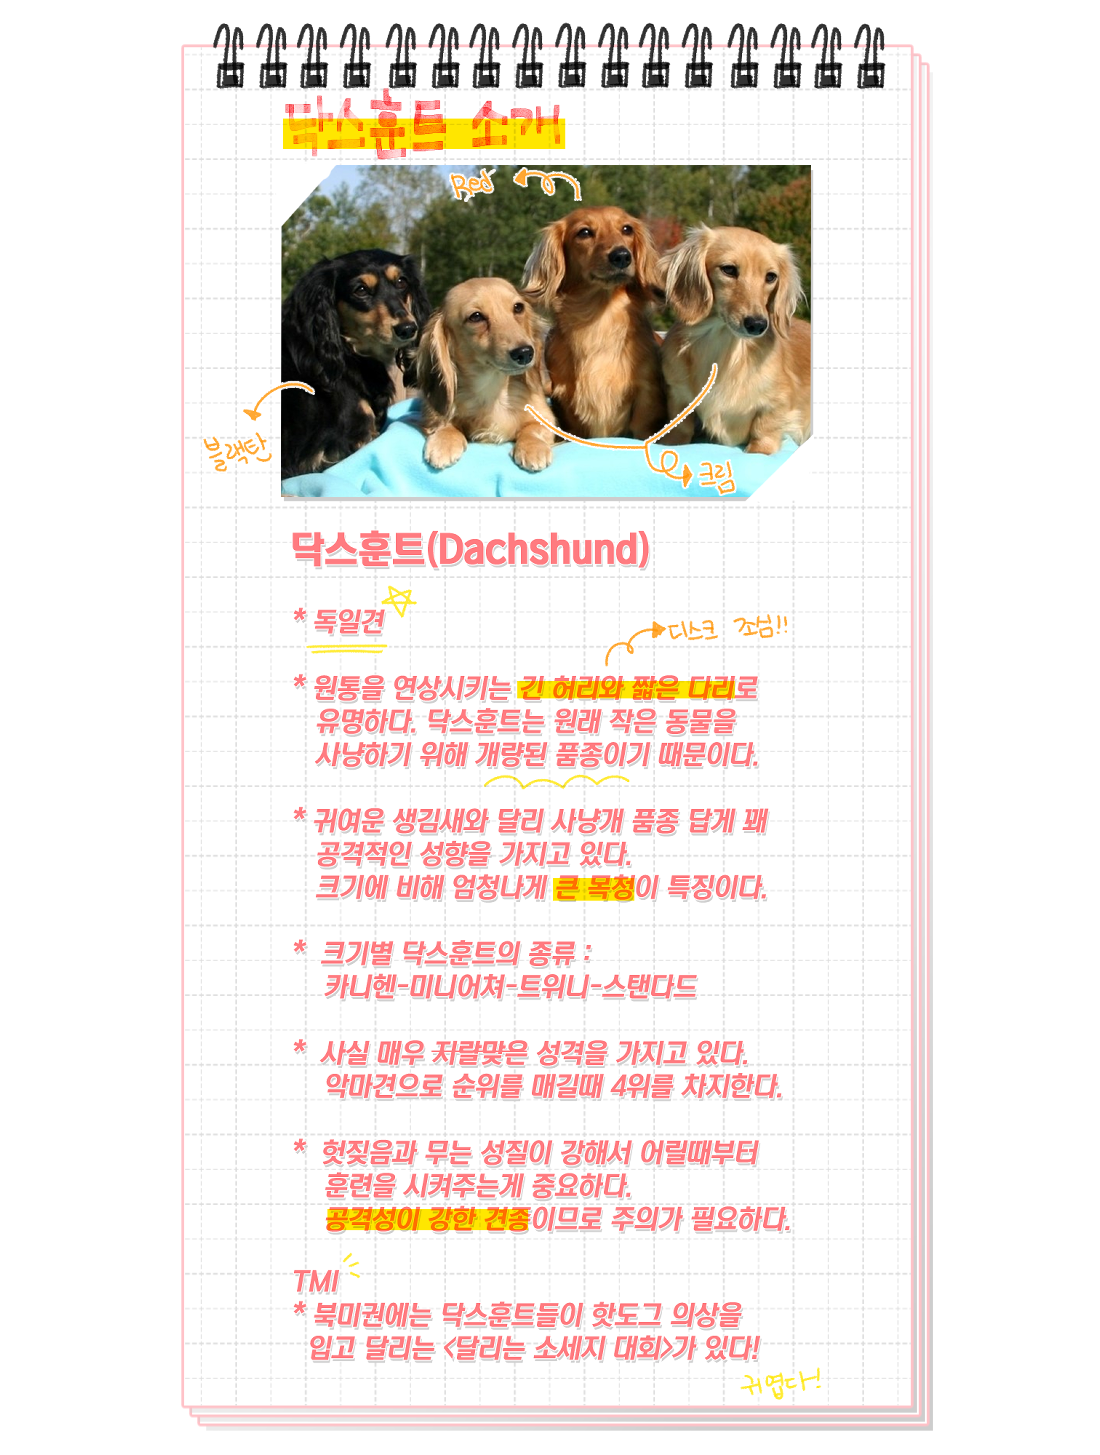 닥스훈트 소개
Red
블랙탄
크림
닥스훈트(Dachshund)
* 독일견
디스크 조심!!
* 원통을 연상시키는 긴 허리와 짧은 다리로
유명하다. 닥스훈트는 원래 작은 동물을
사냥하기 위해 개량된 품종이기 때문이다.
* 귀여운 생김새와 달리 사냥개 품종 답게 꽤
공격적인 성향을 가지고 있다.
크기에 비해 엄청나게 큰 목청이 특징이다.
* 크기별 닥스훈트의 종류 :
카니헨-미니어쳐-트위니-스탠다드
* 사실 매우 지랄맞은 성격을 가지고 있다.
악마견으로 순위를 매길때 4위를 차지한다.
* 헛짖음과 무는 성질이 강해서 어릴때부터
훈련을 시켜주는게 중요하다.
공격성이 강한 견종이므로 주의가 필요하다.
TMI
* 북미권에는 닥스훈트들이 핫도그 의상을
입고 달리는 <달리는 소세지 대회>가 있다!
귀엽다!